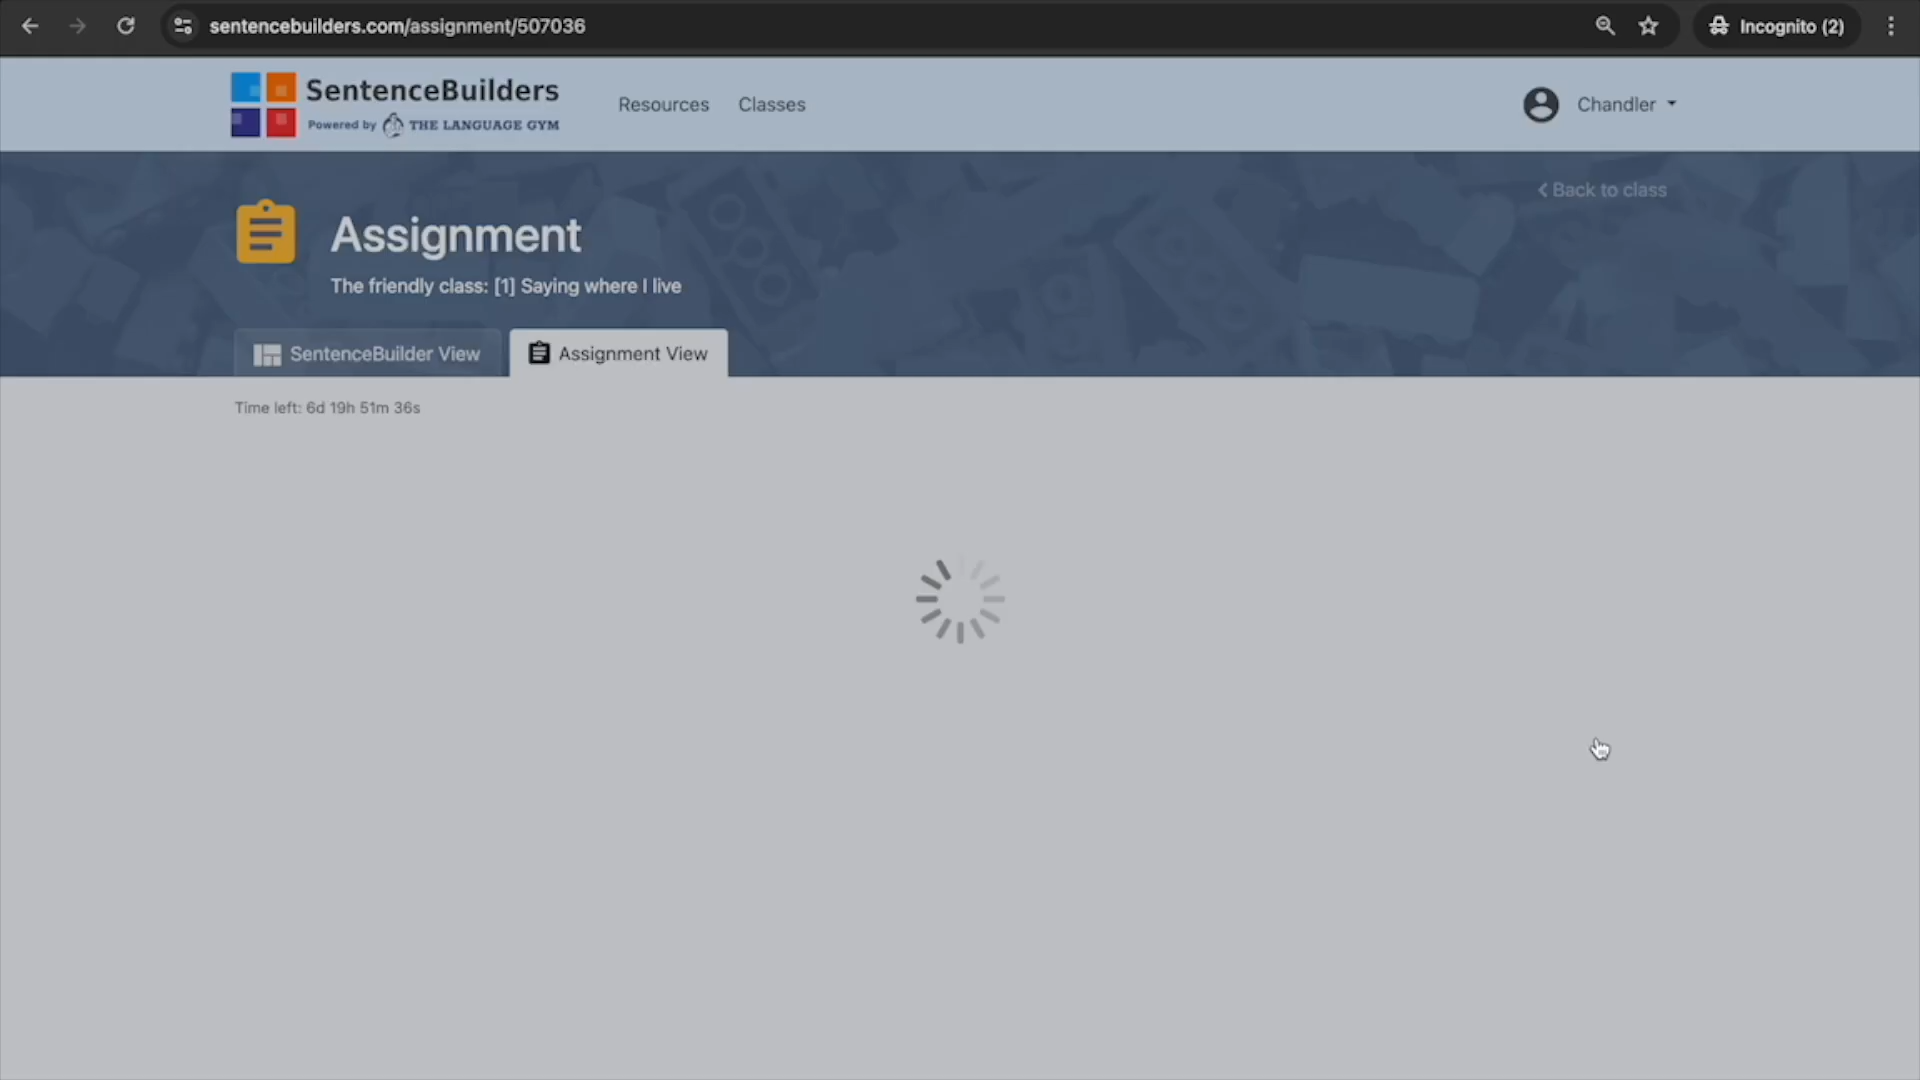 sentencebuilders.com/assignment/507036
Incognito (2)
SentenceBuilders
Powered by THE LANGUAGE GYM
Resources
Classes
Chandler
Back to class
Assignment
The friendly class: [1] Saying where I live
SentenceBuilder View
Assignment View
Time left: 6d 19h 51m 36s